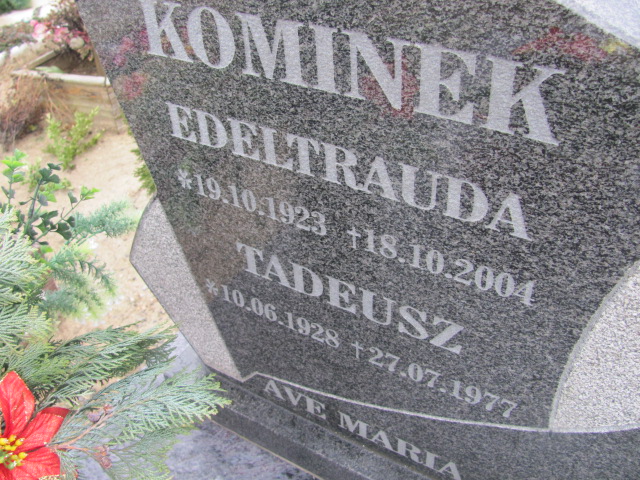 KOMINEK
EDELTRAUDA
*19.10.1923 †18.10.2004
TADEUSZ
*10.06.1928 †27.07.1977
AVE MARIA